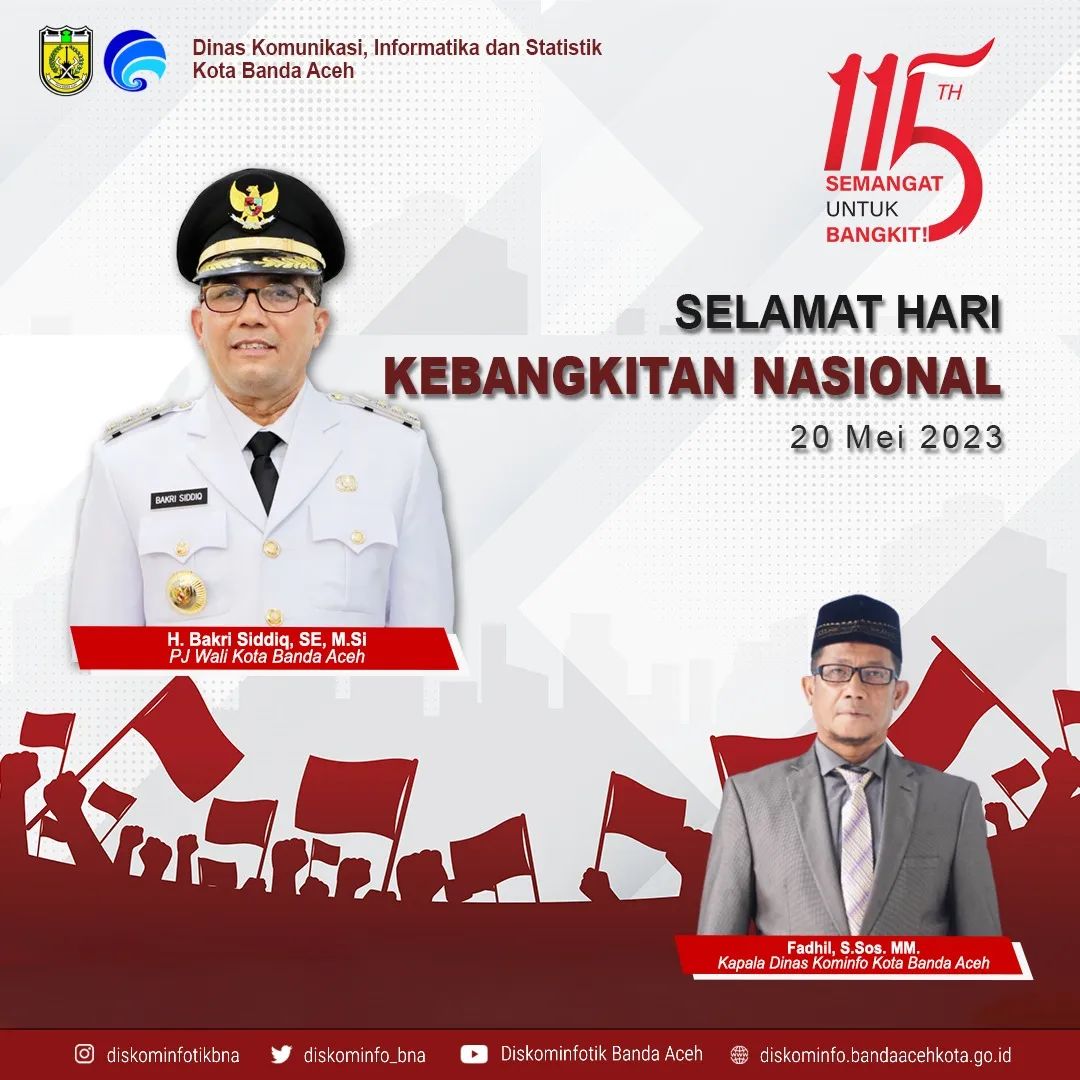 Dinas Komunikasi, Informatika dan Statistik
Kota Banda Aceh
115TH
SEMANGAT
UNTUK
BANGKIT!
SELAMAT HARI
KEBANGKITAN NASIONAL
20 Mei 2023
BAKRI SIDDIQ
H. Bakri Siddiq, SE, M.Si
PJ Wali Kota Banda Aceh
Fadhil, S.Sos. MM.
Kapala Dinas Kominfo Kota Banda Aceh
diskominfotikbna
diskominfo_bna
Diskominfotik Banda Aceh
diskominfo.bandaacehkota.go.id